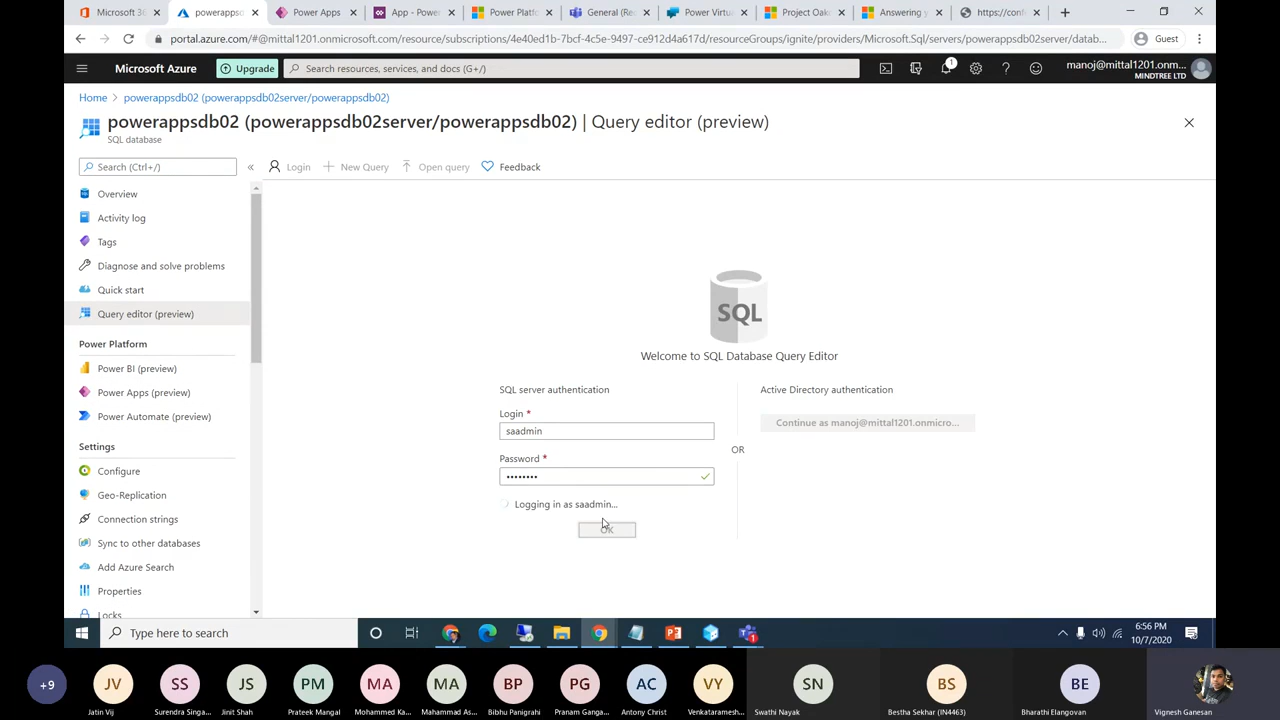 Microsoft 36
powerappso
Power Apps
App - Power
Power Platfo
General (Rec
Power Virtua
Project Oak
Answering y
https://conf
portal.azure.com/#@mittal1201.onmicrosoft.com/resource/subscriptions/4e40ed1b-7bcf-4c5e-9497-ce912d4a617d/resourceGroups/ignite/providers/Microsoft.Sql/servers/powerappsdb02server/datab...
Guest
Microsoft Azure
Upgrade
Search resources, services, and docs (G+/)
1
manoj@mittal1201.onm...
MINDTREE LTD
Home
powerappsdb02 (powerappsdb02server/powerappsdb02)
powerappsdb02 (powerappsdb02server/powerappsdb02) | Query editor (preview)
SQL database
Search (Ctrl+/)
Login
New Query
Open query
Feedback
Overview
Activity log
Tags
Diagnose and solve problems
Quick start
Query editor (preview)
Power Platform
Power BI (preview)
Power Apps (preview)
Power Automate (preview)
Settings
Configure
Geo-Replication
Connection strings
Sync to other databases
Add Azure Search
Properties
Locks
SQL
Welcome to SQL Database Query Editor
SQL server authentication
Login *
saadmin
Password *
••••••••
Logging in as saadmin...
OK
OR
Active Directory authentication
Continue as manoj@mittal1201.onmicro...
Type here to search
6:56 PM
10/7/2020
+9
JV
SS
JS
PM
MA
MA
BP
PG
AC
VY
SN
BS
BE
Jatin Vij
Surendra Singa...
Jinit Shah
Prateek Mangal
Mohammed Ka...
Mahammad As...
Bibhu Panigrahi
Pranam Ganga...
Antony Christ
Venkatarames...
Swathi Nayak
Bestha Sekhar (IN4463)
Bharathi Elangovan
Vignesh Ganesan